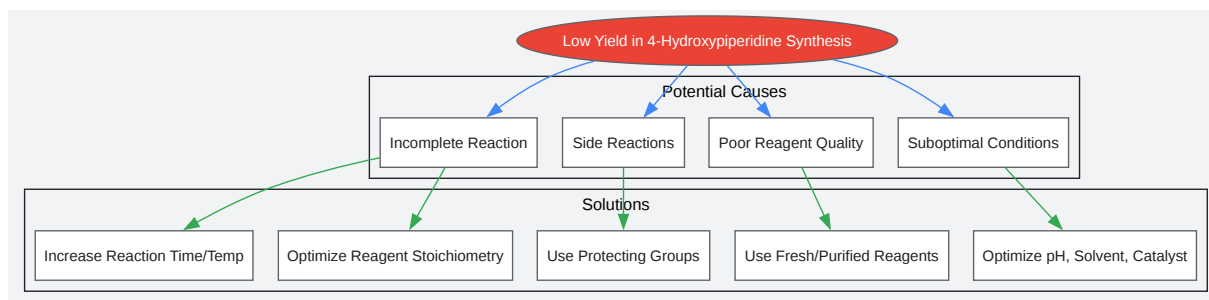 Low Yield in 4-Hydroxypiperidine Synthesis
Potential Causes
Incomplete Reaction
Side Reactions
Poor Reagent Quality
Suboptimal Conditions
Solutions
Increase Reaction Time/Temp
Optimize Reagent Stoichiometry
Use Protecting Groups
Use Fresh/Purified Reagents
Optimize pH, Solvent, Catalyst